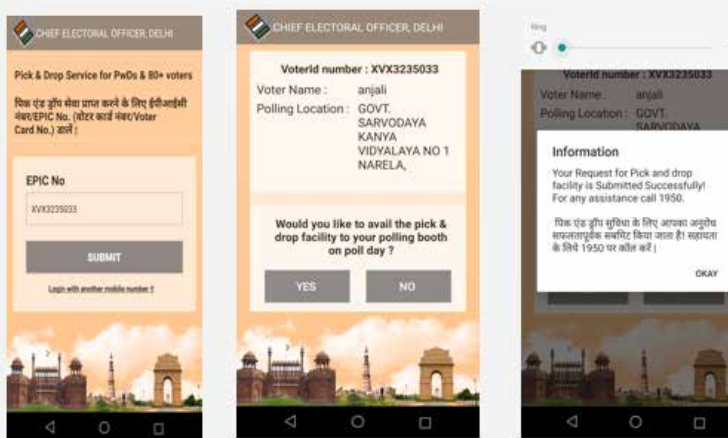 CHIEF ELECTORAL OFFICER, DELHI
Pick & Drop Service for PwDs & 80+ voters
पिक एंड ड्रॉप सेवा प्राप्त करने के लिए ईपीआईसी
नंबर/EPIC No. (वोटर कार्ड नंबर/Voter
Card No.) डालें :
EPIC No
XVX3235033
SUBMIT
Login with another mobile number ?
CHIEF ELECTORAL OFFICER, DELHI
VoterId number : XVX3235033
Voter Name : anjali
Polling Location : GOVT.
SARVODAYA
KANYA
VIDYALAYA NO 1
NARELA,
Would you like to avail the pick &
drop facility to your polling booth
on poll day ?
YES NO
Ring
VoterId number : XVX3235033
Voter Name : anjali
Polling Location : GOVT.
SARVODAYA
Information
Your Request for Pick and drop
facility is Submitted Successfully!
For any assistance call 1950.
पिक एंड ड्रॉप सुविधा के लिए आपका अनुरोध
सफलतापूर्वक सबमिट किया जाता है! सहायता
के लिये 1950 पर कॉल करें |
OKAY